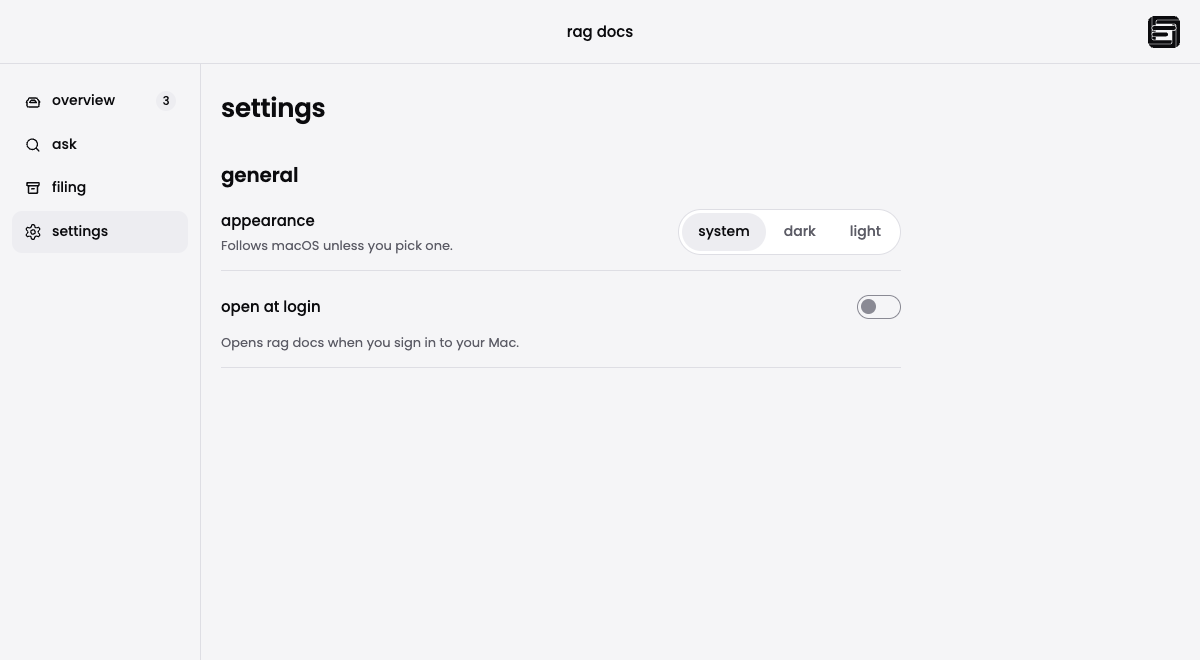 rag docs
overview 3
ask
filing
settings
settings
general
appearance
Follows macOS unless you pick one.
system dark light
open at login
Opens rag docs when you sign in to your Mac.